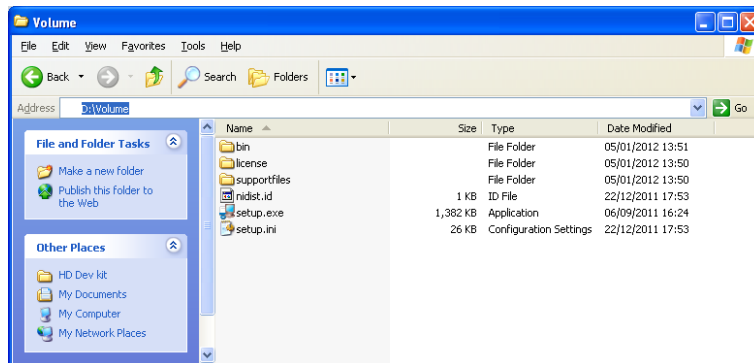 Volume
File Edit View Favorites Tools Help
Back Search Folders
Address D:\Volume Go
File and Folder Tasks
Make a new folder
Publish this folder to
the Web
Other Places
HD Dev kit
My Documents
My Computer
My Network Places
Name Size Type Date Modified
bin File Folder 05/01/2012 13:51
license File Folder 05/01/2012 13:50
supportfiles File Folder 05/01/2012 13:50
nidist.id 1 KB ID File 22/12/2011 17:53
setup.exe 1,382 KB Application 06/09/2011 16:24
setup.ini 26 KB Configuration Settings 22/12/2011 17:53